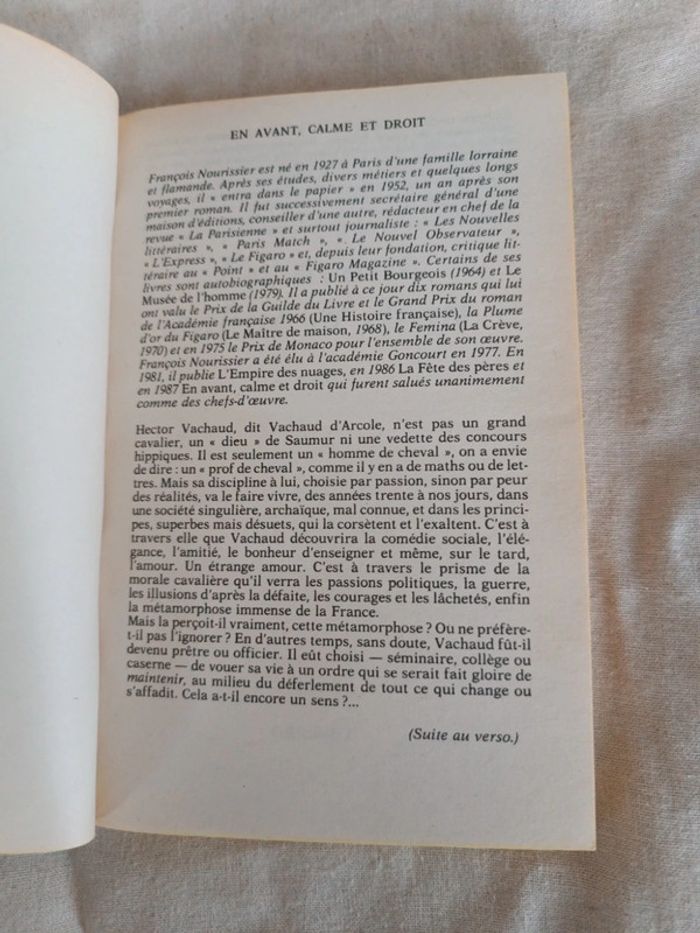 EN AVANT, CALME ET DROIT
François Nourissier est né en 1927 à Paris d'une famille lorraine
et flamande. Après ses études, divers métiers et quelques longs
voyages, il « entra dans le papier » en 1952, un an après son
premier roman. Il fut successivement secrétaire général d'une
maison d'éditions, conseiller d'une autre, rédacteur en chef de la
revue « La Parisienne » et surtout journaliste : « Les Nouvelles
littéraires », « Paris Match », « Le Nouvel Observateur »,
« L'Express », « Le Figaro » et, depuis leur fondation, critique lit-
téraire au « Point » et au « Figaro Magazine ». Certains de ses
livres sont autobiographiques : Un Petit Bourgeois (1964) et Le
Musée de l'homme (1979). Il a publié à ce jour dix romans qui lui
ont valu le Prix de la Guilde du Livre et le Grand Prix du roman
de l'Académie française 1966 (Une Histoire française), la Plume
d'or du Figaro (Le Maître de maison, 1968), le Femina (La Crève,
1970) et en 1975 le Prix de Monaco pour l'ensemble de son œuvre.
François Nourissier a été élu à l'académie Goncourt en 1977. En
1981, il publie L'Empire des nuages, en 1986 La Fête des pères et
en 1987 En avant, calme et droit qui furent salués unanimement
comme des chefs-d'œuvre.
Hector Vachaud, dit Vachaud d'Arcole, n'est pas un grand
cavalier, un « dieu » de Saumur ni une vedette des concours
hippiques. Il est seulement un « homme de cheval », on a envie
de dire : un « prof de cheval », comme il y en a de maths ou de let-
tres. Mais sa discipline à lui, choisie par passion, sinon par peur
des réalités, va le faire vivre, des années trente à nos jours, dans
une société singulière, archaïque, mal connue, et dans les princi-
pes, superbes mais désuets, qui la corsètent et l'exaltent. C'est à
travers elle que Vachaud découvrira la comédie sociale, l'élé-
gance, l'amitié, le bonheur d'enseigner et même, sur le tard,
l'amour. Un étrange amour. C'est à travers le prisme de la
morale cavalière qu'il verra les passions politiques, la guerre,
les illusions d'après la défaite, les courages et les lâchetés, enfin
la métamorphose immense de la France.
Mais la perçoit-il vraiment, cette métamorphose ? Ou ne préfère-
t-il pas l'ignorer ? En d'autres temps, sans doute, Vachaud fût-il
devenu prêtre ou officier. Il eût choisi — séminaire, collège ou
caserne — de vouer sa vie à un ordre qui se serait fait gloire de
maintenir, au milieu du déferlement de tout ce qui change ou
s'affadit. Cela a-t-il encore un sens ?...
(Suite au verso.)